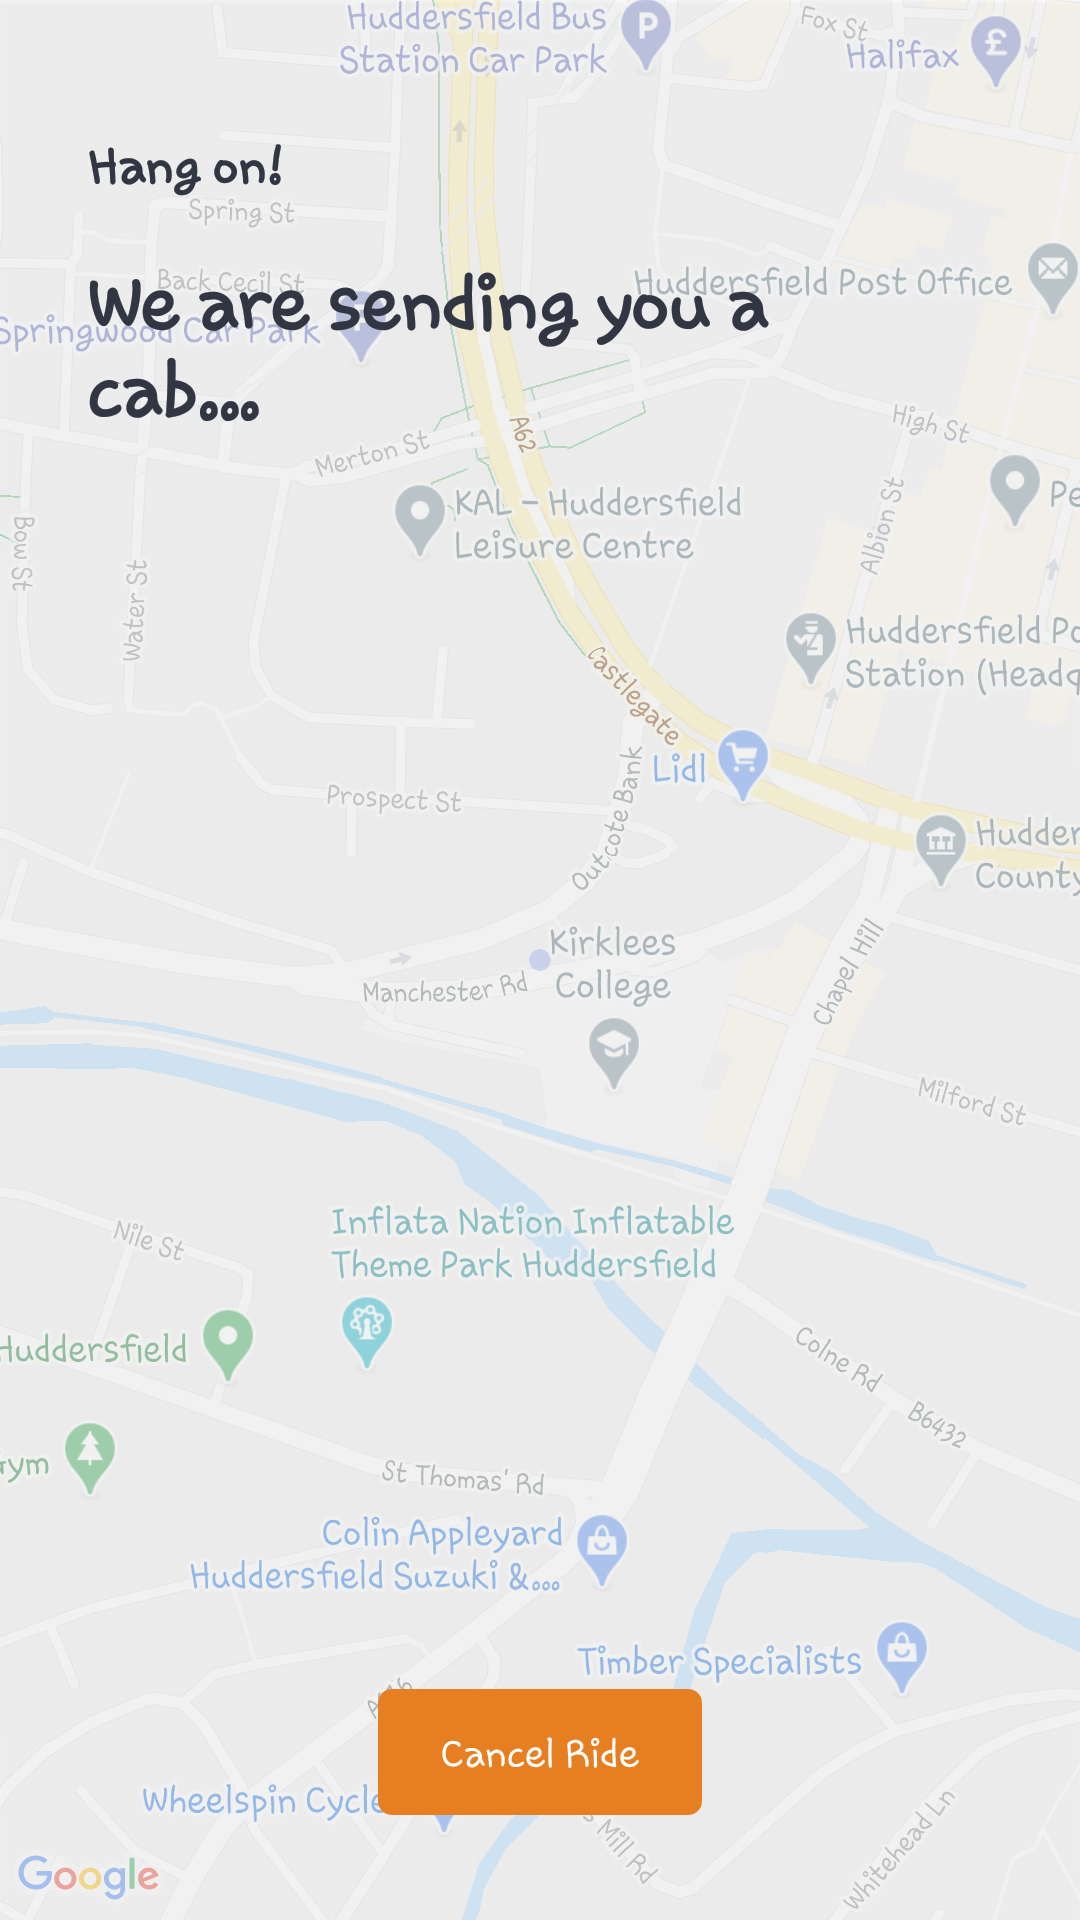 Huddersfield Bus
Station Car Park
Fox St
Halifax
Hang on!
Spring St
Back Cecil St
Huddersfield Post Office
We are sending you a
cab...
Springwood Car Park
A62
High St
Merton St
KAL - Huddersfield
Leisure Centre
Pe
Albion St
Bow St
Water St
Huddersfield Po
Station (Headq
Castlegate
Lidl
Outcote Bank
Prospect St
Hudder
County
Kirklees
College
Manchester Rd
Chapel Hill
Milford St
Inflata Nation Inflatable
Theme Park Huddersfield
Nile St
Huddersfield
Colne Rd
B6432
Gym
St Thomas' Rd
Colin Appleyard
Huddersfield Suzuki &...
Timber Specialists
Cancel Ride
Wheelspin Cycle
s Mill Rd
Whitehead Ln
Google